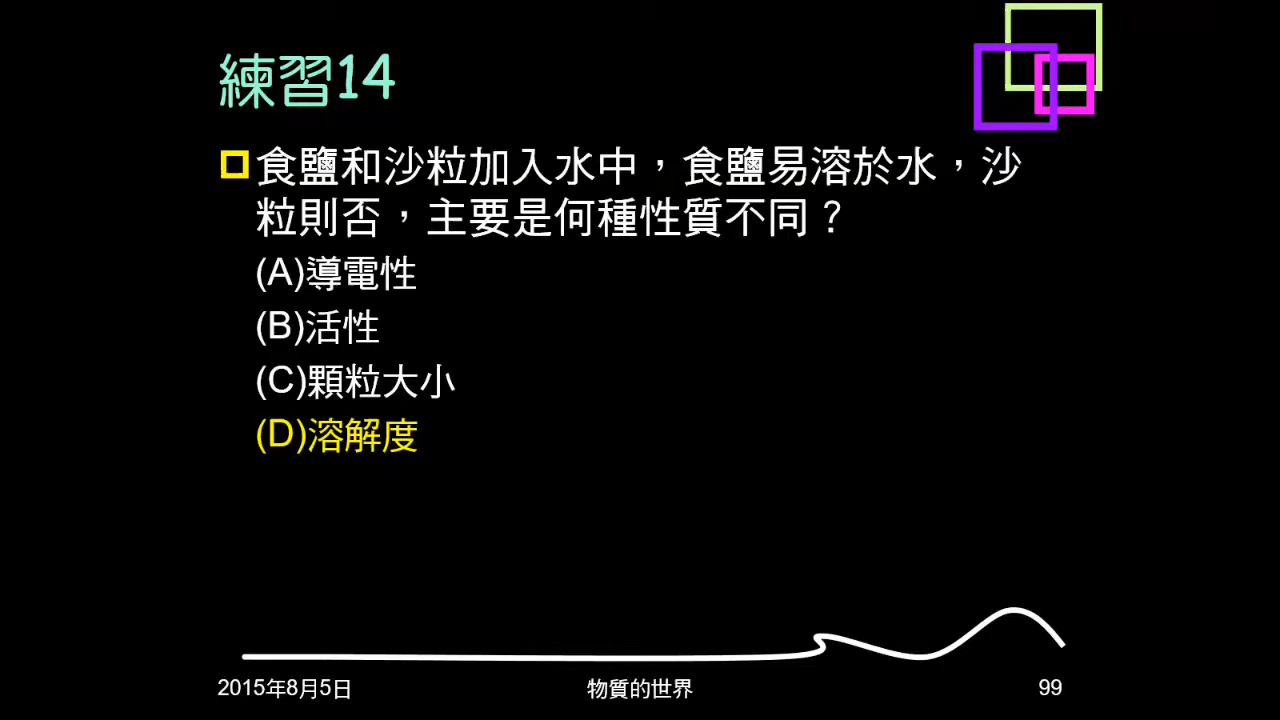 練習14
食鹽和沙粒加入水中，食鹽易溶於水，沙
粒則否，主要是何種性質不同？
(A)導電性
(B)活性
(C)顆粒大小
(D)溶解度
2015年8月5日
物質的世界
99